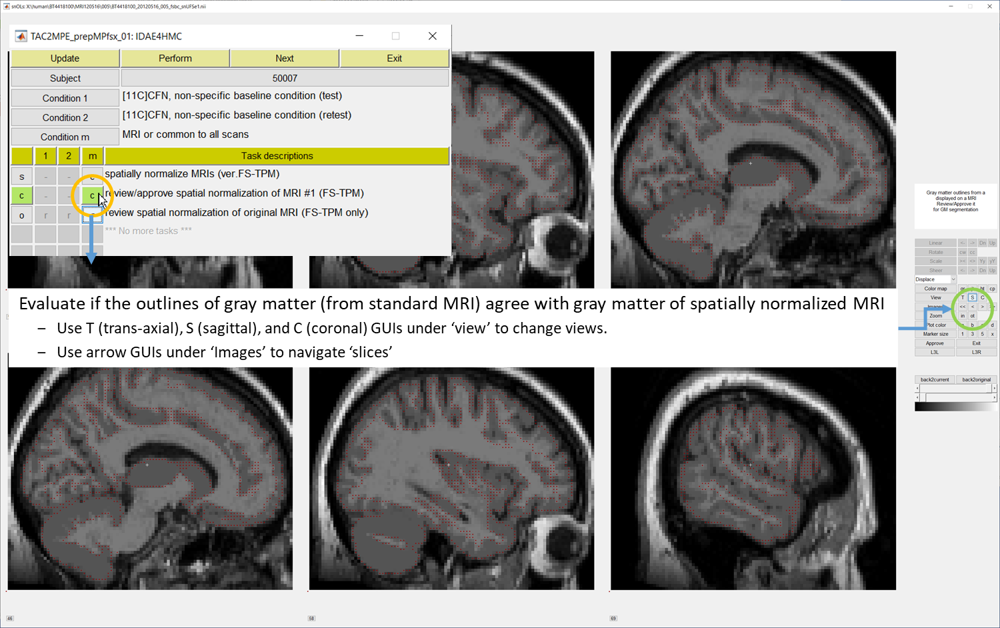 snOLs: X:\human\BT4418100\MRI120516\005\BT4418100_20120516_005_fsbc_snUFSe1.nii
TAC2MPE_prepMPfsx_01: IDAE4HMC
Update Perform Next Exit
Subject 50007
Condition 1 [11C]CFN, non-specific baseline condition (test)
Condition 2 [11C]CFN, non-specific baseline condition (retest)
Condition m MRI or common to all scans
1 2 m Task descriptions
s - - c spatially normalize MRIs (ver.FS-TPM)
c - - c review/approve spatial normalization of MRI #1 (FS-TPM)
o r r review spatial normalization of original MRI (FS-TPM only)
*** No more tasks ***
Gray matter outlines from a
displayed on a MRI
Review/Approve it
for GM segmentation
Linear <- -> Dn Up
Rotate cw cc
Scale >< <> Yy yY
Sheer <- -> Dn Up
Displace
Color map gr ht cp
View T S C
Images << < >
Zoom in ot
Plot color b d
Marker size 1 3 5 x
Approve Exit
L3L L3R
back2current back2original
Evaluate if the outlines of gray matter (from standard MRI) agree with gray matter of spatially normalized MRI
– Use T (trans-axial), S (sagittal), and C (coronal) GUIs under ‘view’ to change views.
– Use arrow GUIs under ‘Images’ to navigate ‘slices’
46 58 69